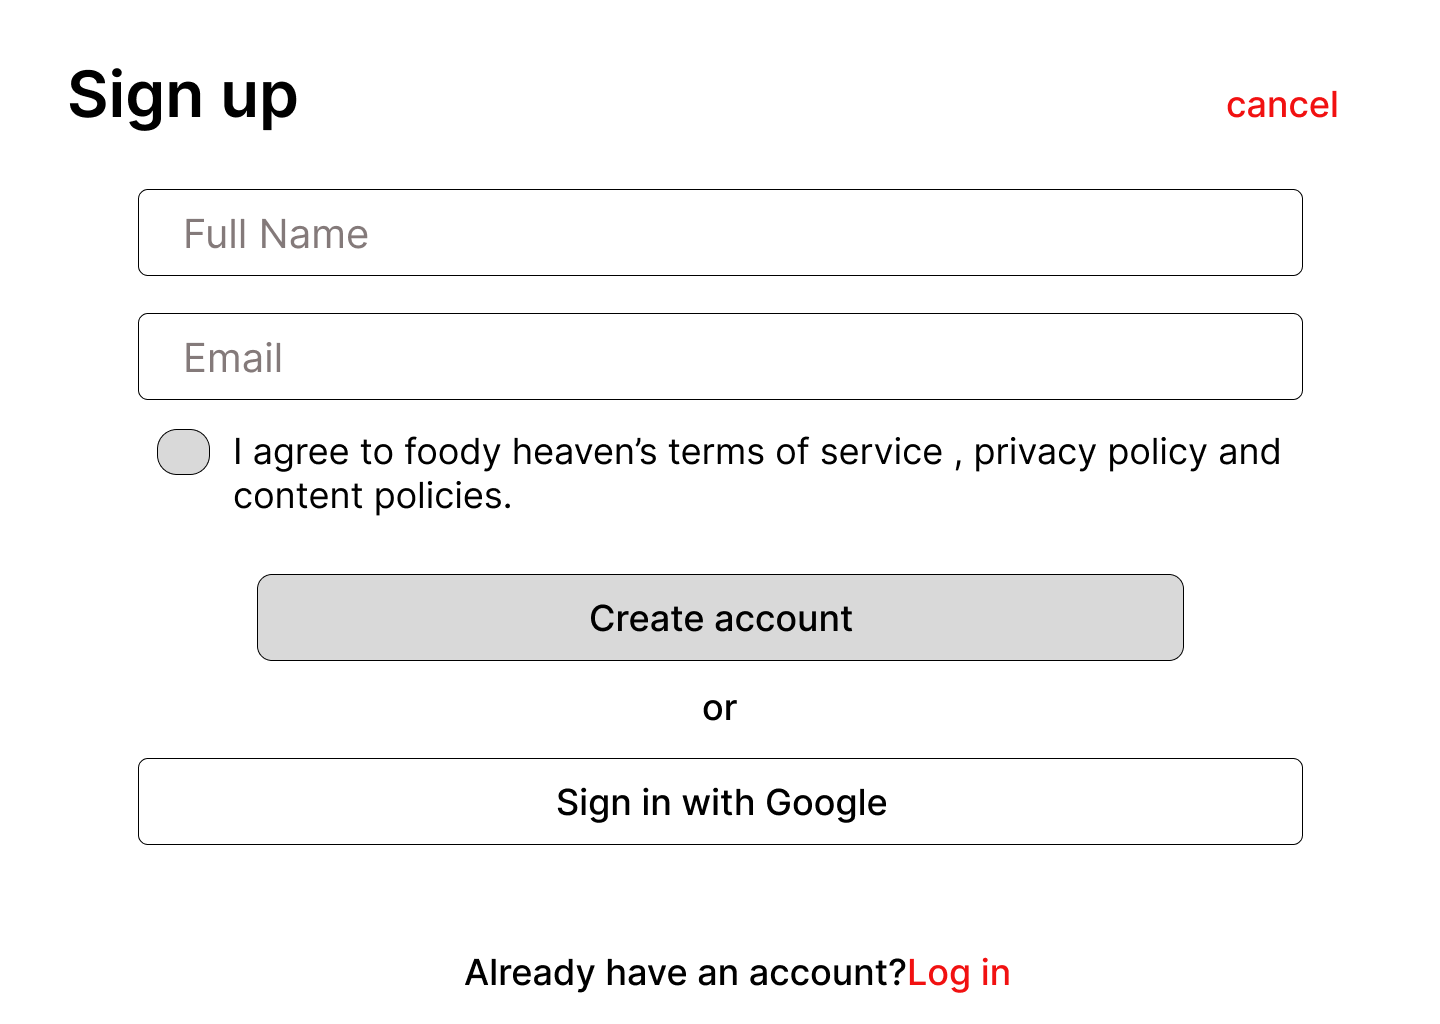 Sign up
cancel
Full Name
Email
I agree to foody heaven’s terms of service , privacy policy and
content policies.
Create account
or
Sign in with Google
Already have an account?Log in